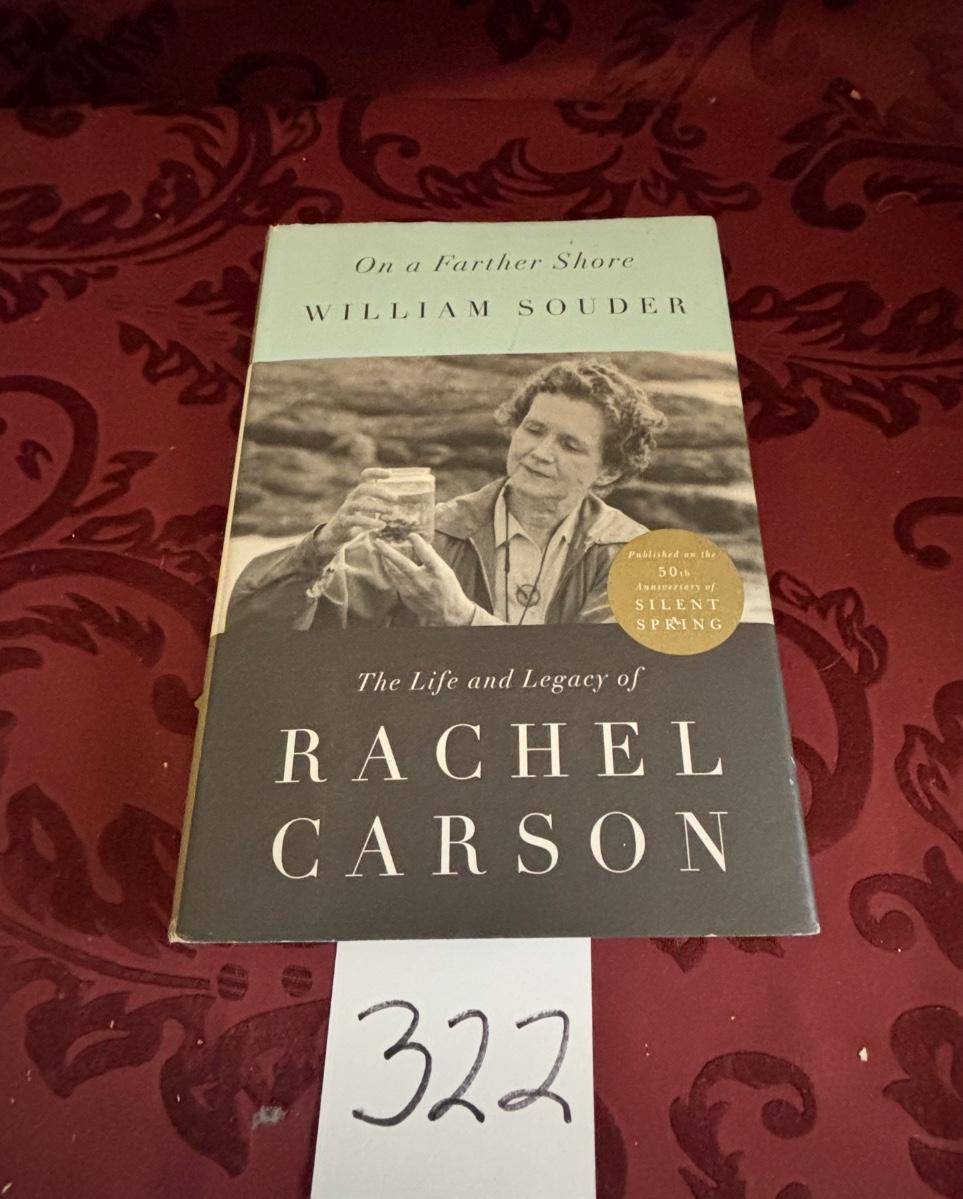 On a Farther Shore
WILLIAM SOUDER
Published on the
50th
Anniversary of
SILENT
SPRING
The Life and Legacy of
RACHEL
CARSON
322